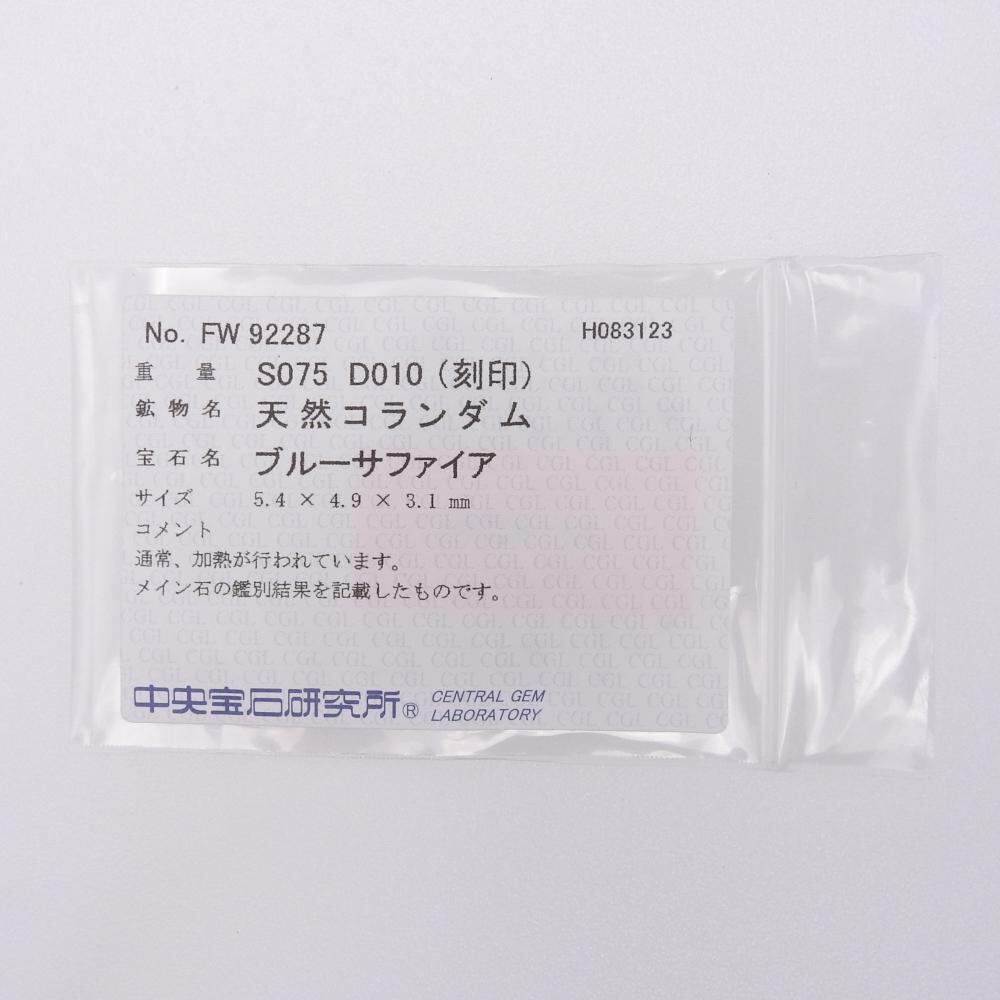 No. FW 92287 H083123
重量 S075 D010 (刻印)
鉱物名 天然コランダム
宝石名 ブルーサファイア
サイズ 5.4 × 4.9 × 3.1 mm
コメント
通常、加熱が行われています。
メイン石の鑑別結果を記載したものです。
中央宝石研究所® CENTRAL GEM
LABORATORY